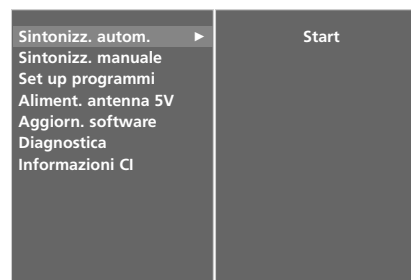 Sintonizz. autom. ►
Start
Sintonizz. manuale
Set up programmi
Aliment. antenna 5V
Aggiorn. software
Diagnostica
Informazioni CI